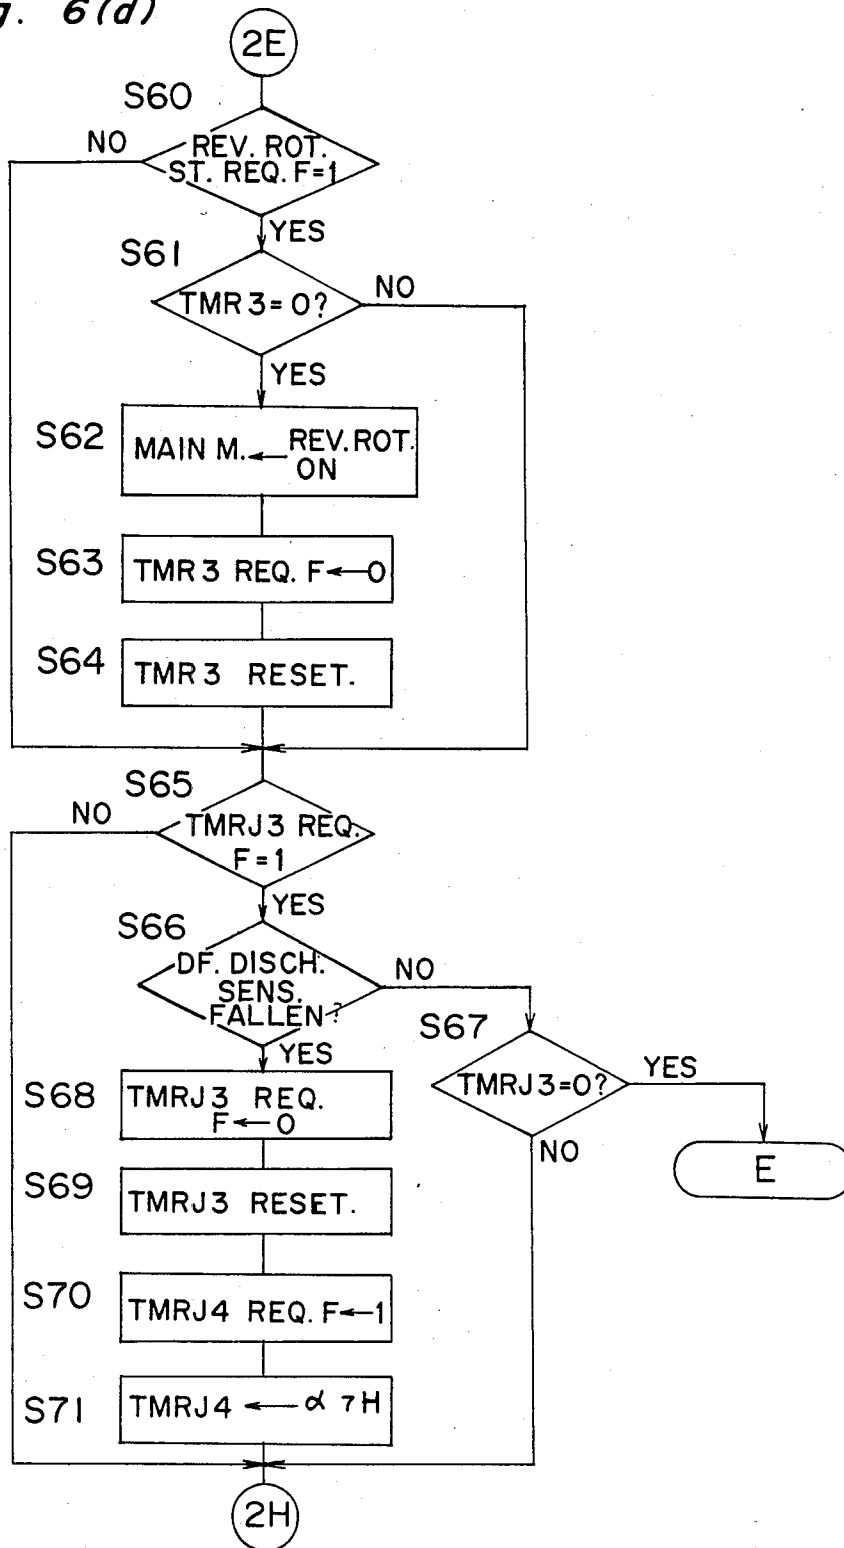 g. 6(d)
2E
S60
NO
REV. ROT.
ST. REQ. F=1
YES
S61
TMR3=0?
NO
YES
S62
MAIN M. ← REV. ROT.
ON
S63
TMR3 REQ. F←0
S64
TMR3 RESET.
S65
NO
TMRJ3 REQ.
F=1
YES
S66
DF. DISCH.
SENS.
FALLEN?
NO
YES
S67
TMRJ3=0?
YES
NO
E
S68
TMRJ3 REQ.
F←0
S69
TMRJ3 RESET.
S70
TMRJ4 REQ. F←1
S71
TMRJ4 ← α 7H
2H